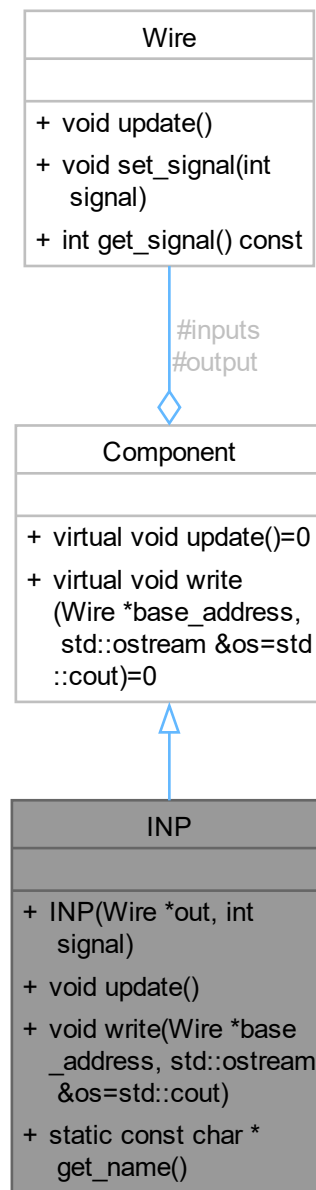 Wire
+ void update()
+ void set_signal(int
signal)
+ int get_signal() const
#inputs
#output
Component
+ virtual void update()=0
+ virtual void write
(Wire *base_address,
std::ostream &os=std
::cout)=0
INP
+ INP(Wire *out, int
signal)
+ void update()
+ void write(Wire *base
_address, std::ostream
&os=std::cout)
+ static const char *
get_name()